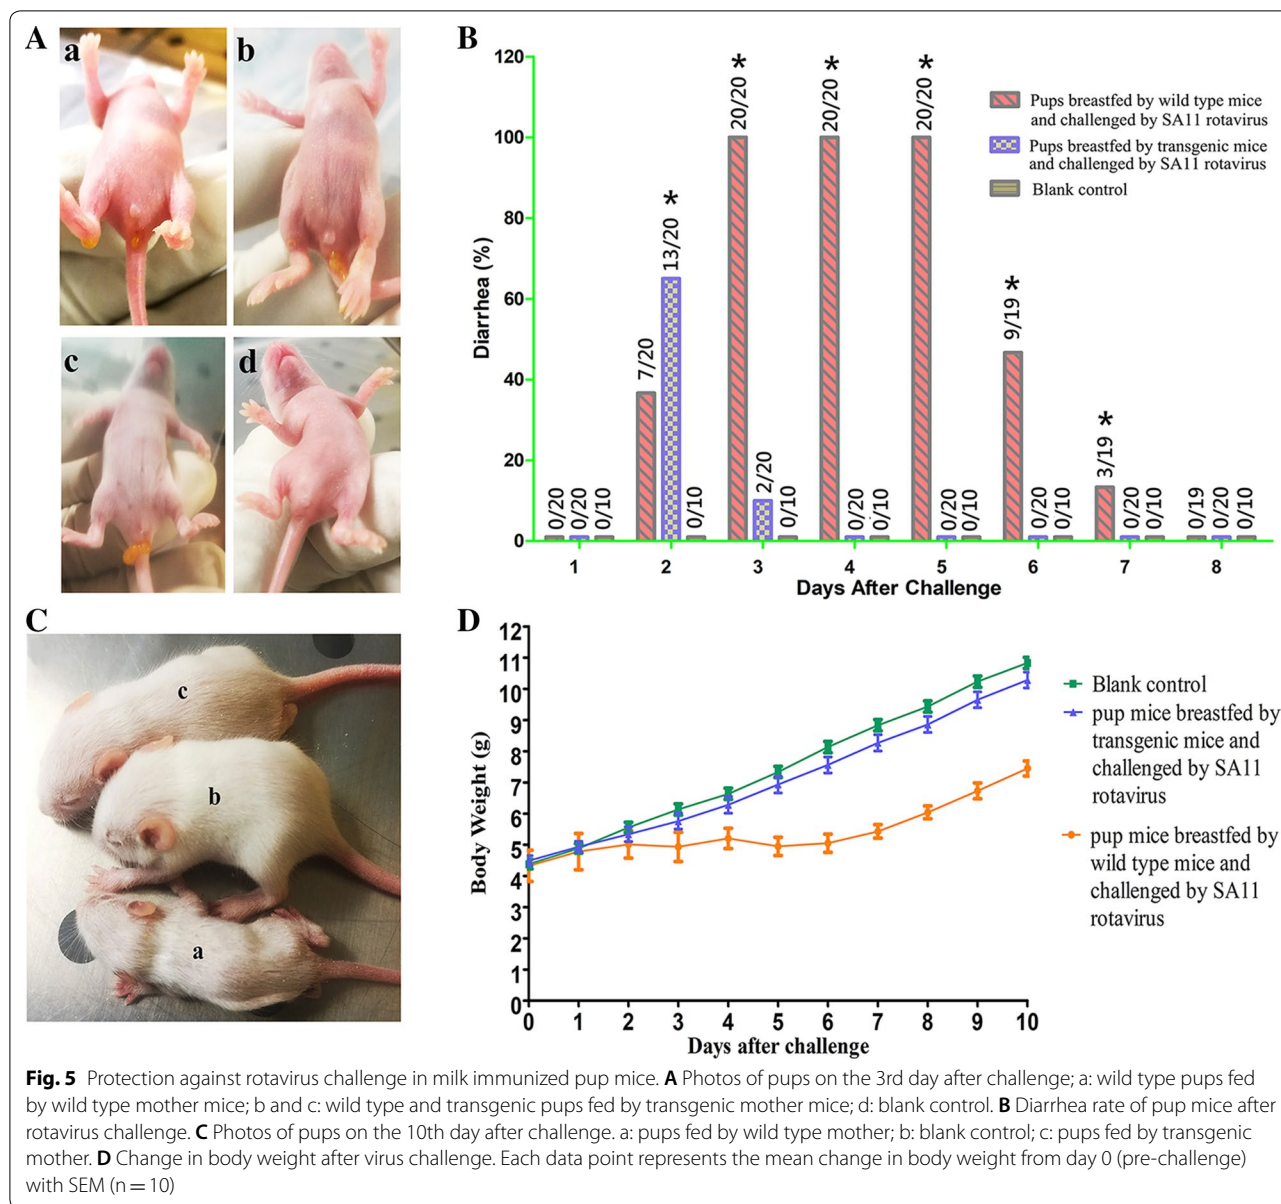 A
a
b
c
d
B
120
100
80
60
40
20
0
Diarrhea (%)
0/20
0/20
0/10
7/20
13/20
*
0/10
20/20
*
2/20
0/10
20/20
*
0/20
0/10
20/20
*
0/20
0/10
9/19
*
0/20
0/10
3/19
*
0/20
0/10
0/19
0/20
0/10
1 2 3 4 5 6 7 8
Days After Challenge
Pups breastfed by wild type mice
and challenged by SA11 rotavirus
Pups breastfed by transgenic mice
and challenged by SA11 rotavirus
Blank control
C
c
b
a
D
12
11
10
9
8
7
6
5
4
3
2
1
0
Body Weight (g)
0 1 2 3 4 5 6 7 8 9 10
Days after challenge
Blank control
pup mice breastfed by
transgenic mice and
challenged by SA11
rotavirus
pup mice breastfed by
wild type mice and
challenged by SA11
rotavirus
Fig. 5 Protection against rotavirus challenge in milk immunized pup mice. A Photos of pups on the 3rd day after challenge; a: wild type pups fed
by wild type mother mice; b and c: wild type and transgenic pups fed by transgenic mother mice; d: blank control. B Diarrhea rate of pup mice after
rotavirus challenge. C Photos of pups on the 10th day after challenge. a: pups fed by wild type mother; b: blank control; c: pups fed by transgenic
mother. D Change in body weight after virus challenge. Each data point represents the mean change in body weight from day 0 (pre-challenge)
with SEM (n = 10)